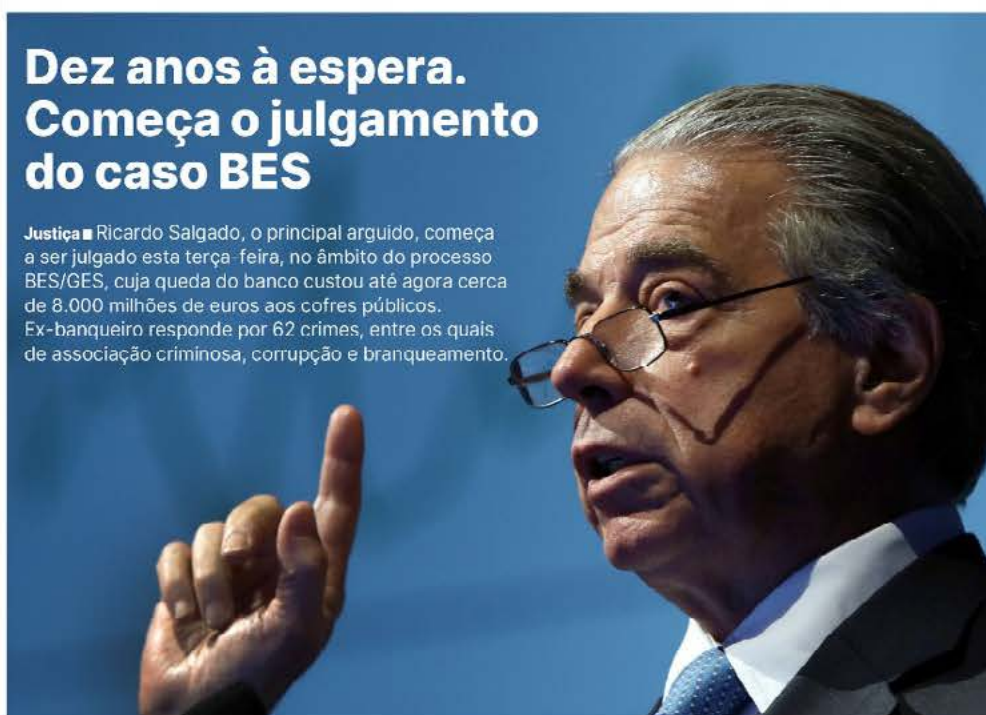 Dez anos à espera.
Começa o julgamento
do caso BES
Justiça ■ Ricardo Salgado, o principal arguido, começa
a ser julgado esta terça-feira, no âmbito do processo
BES/GES, cuja queda do banco custou até agora cerca
de 8.000 milhões de euros aos cofres públicos.
Ex-banqueiro responde por 62 crimes, entre os quais
de associação criminosa, corrupção e branqueamento.